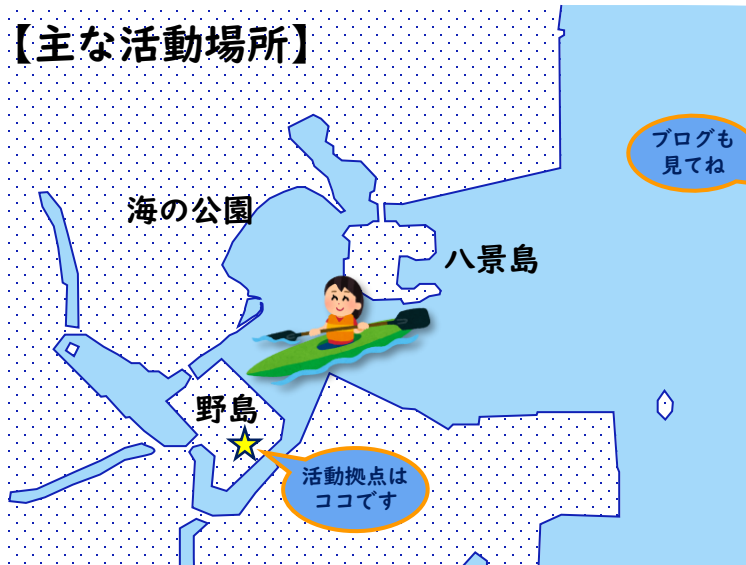 【主な活動場所】
ブログも
見てね
海の公園
八景島
野島
活動拠点は
ココです